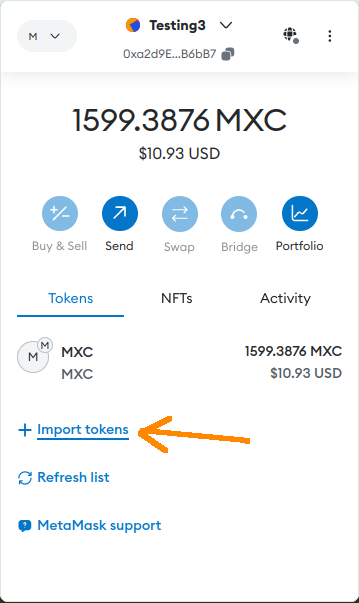 M
Testing3
0xa2d9E...B6bB7
1599.3876 MXC
$10.93 USD
Buy & Sell
Send
Swap
Bridge
Portfolio
Tokens
NFTs
Activity
M
M
MXC
1599.3876 MXC
MXC
$10.93 USD
Import tokens
Refresh list
MetaMask support